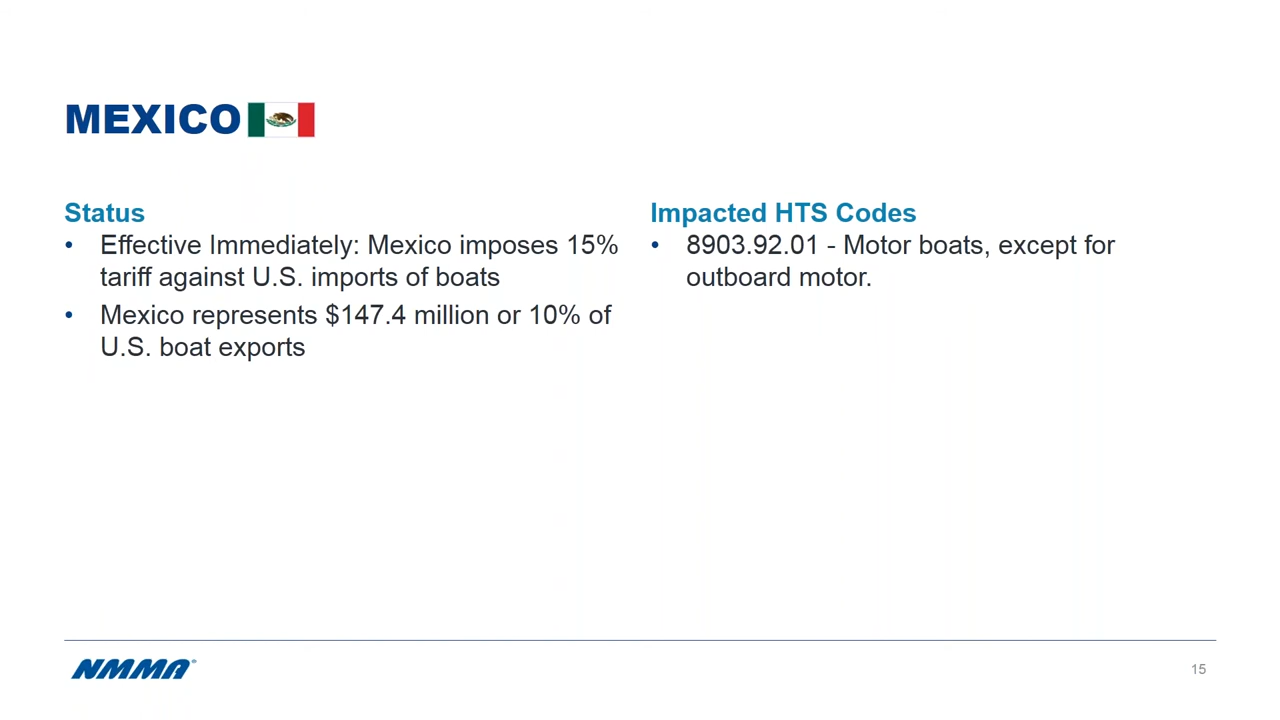 MEXICO
Status
• Effective Immediately: Mexico imposes 15%
tariff against U.S. imports of boats
• Mexico represents $147.4 million or 10% of
U.S. boat exports
Impacted HTS Codes
• 8903.92.01 - Motor boats, except for
outboard motor.
NMMA®
15